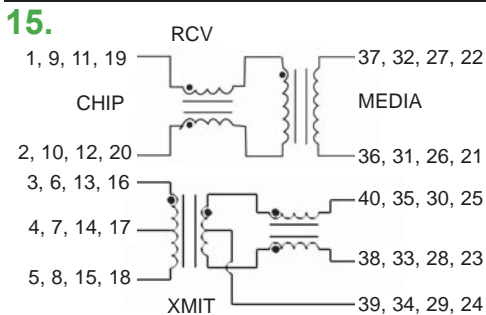 15.
RCV
1, 9, 11, 19
37, 32, 27, 22
CHIP
MEDIA
2, 10, 12, 20
36, 31, 26, 21
3, 6, 13, 16
40, 35, 30, 25
4, 7, 14, 17
38, 33, 28, 23
5, 8, 15, 18
XMIT
39, 34, 29, 24